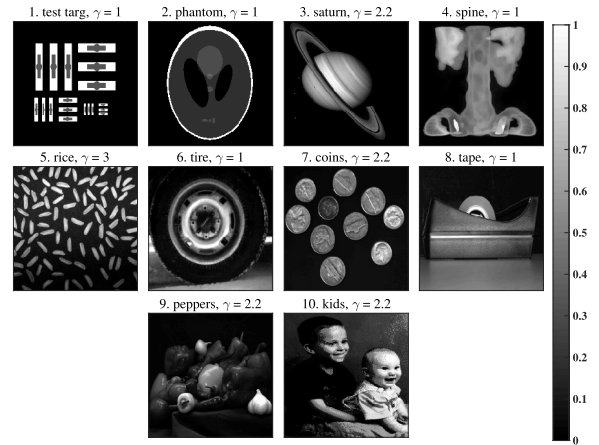 1. test targ, γ = 1
2. phantom, γ = 1
3. saturn, γ = 2.2
4. spine, γ = 1
5. rice, γ = 3
6. tire, γ = 1
7. coins, γ = 2.2
8. tape, γ = 1
9. peppers, γ = 2.2
10. kids, γ = 2.2
1
0.9
0.8
0.7
0.6
0.5
0.4
0.3
0.2
0.1
0